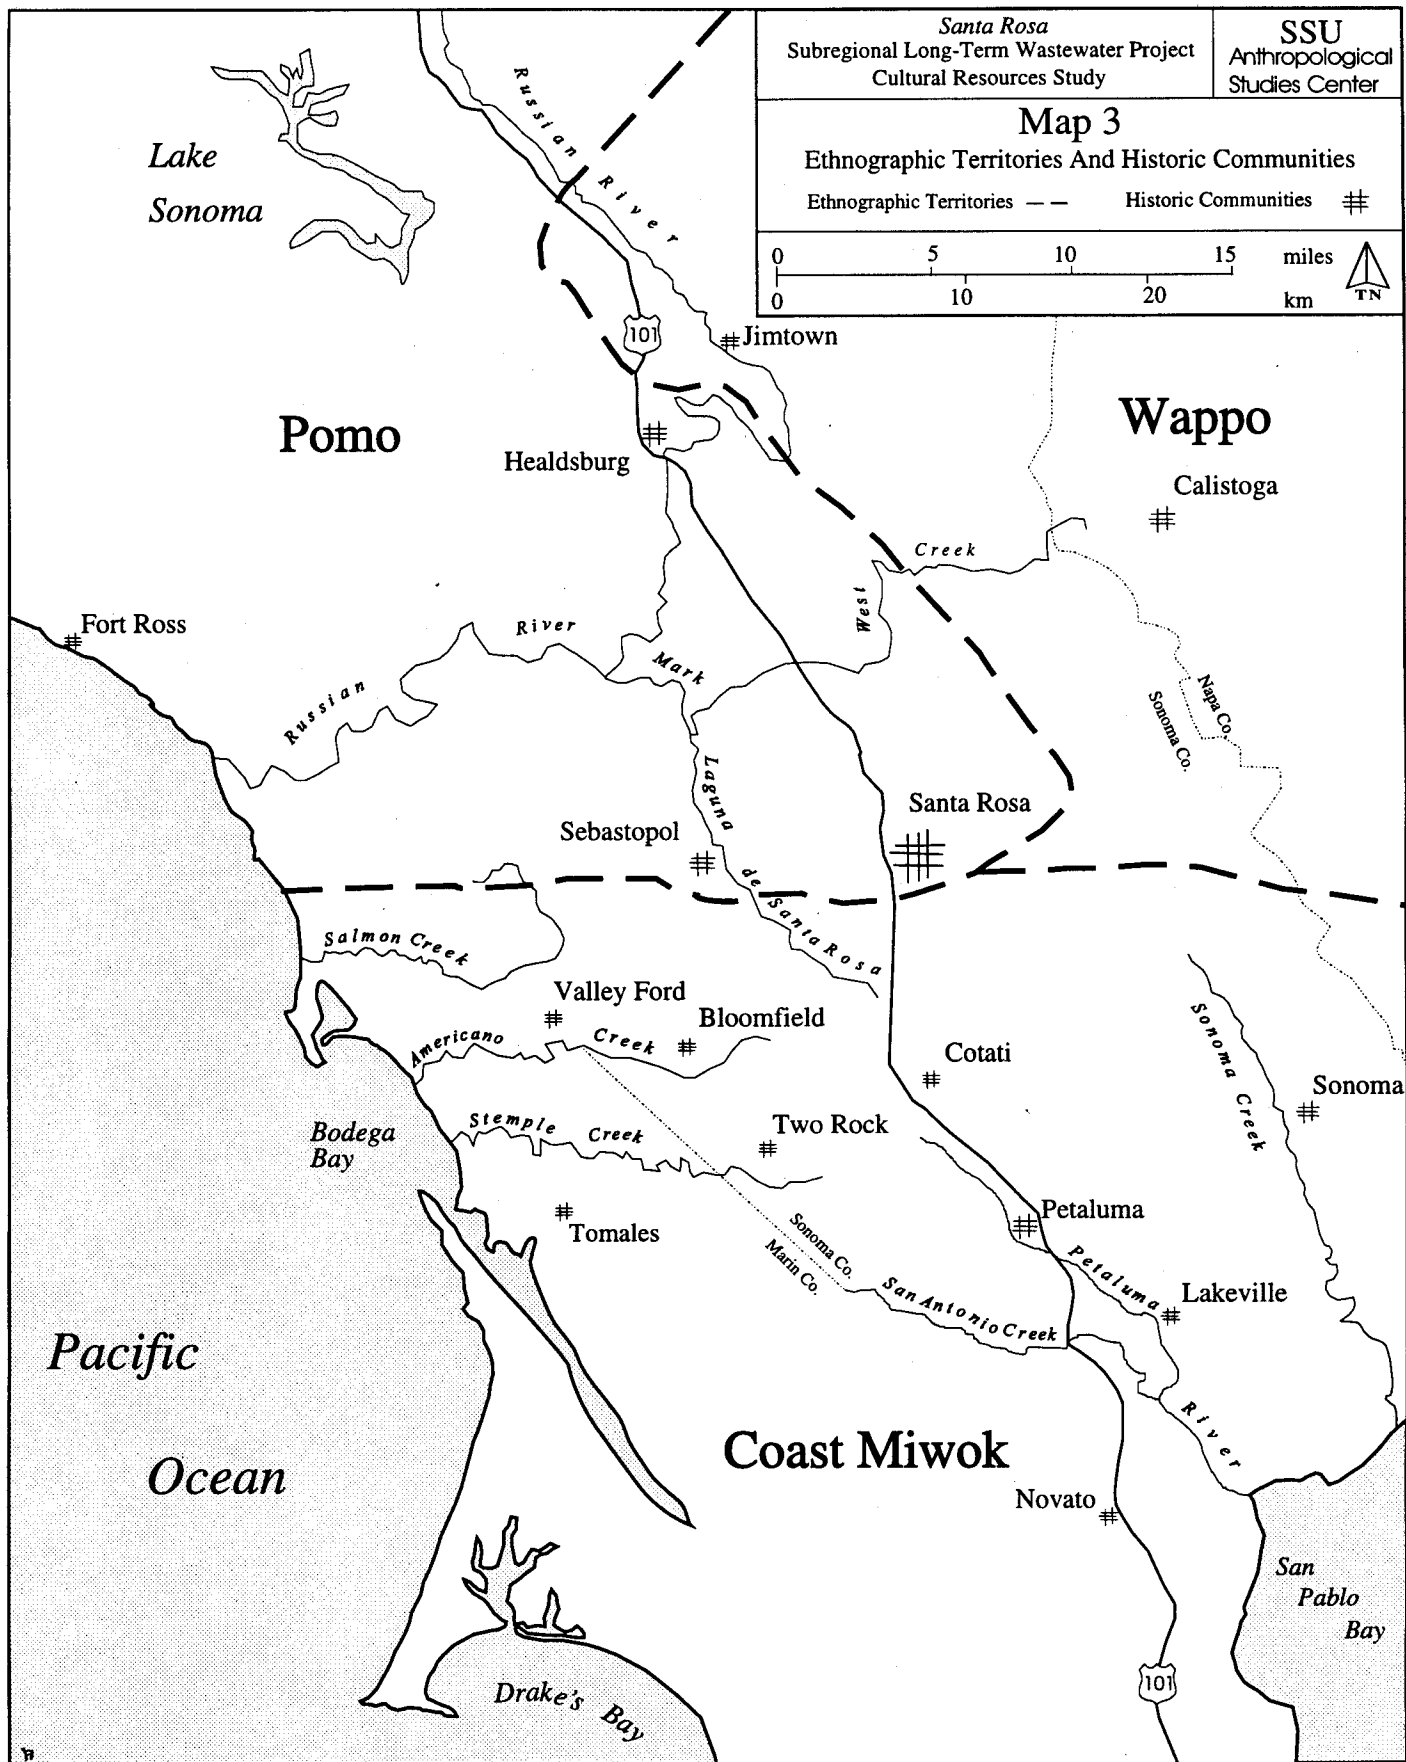 Santa Rosa
Subregional Long-Term Wastewater Project
Cultural Resources Study
SSU
Anthropological
Studies Center
Map 3
Ethnographic Territories And Historic Communities
Ethnographic Territories
Historic Communities
0 5 10 15 miles
0 10 20 km
TN
Russian River
Lake
Sonoma
101
Jimtown
Pomo
Wappo
Healdsburg
Calistoga
Creek
West
Fort Ross
River
Mark
Russian
Napa Co.
Sonoma Co.
Laguna
Santa Rosa
Sebastopol
de Santa Rosa
Salmon Creek
Valley Ford
Bloomfield
Americano Creek
Cotati
Sonoma Creek
Sonoma
Bodega
Bay
Stemple Creek
Two Rock
Tomales
Petaluma
Sonoma Co.
Marin Co.
Petaluma
Lakeville
San Antonio Creek
Pacific
Ocean
River
Coast Miwok
Novato
San
Pablo
Bay
101
Drake's Bay